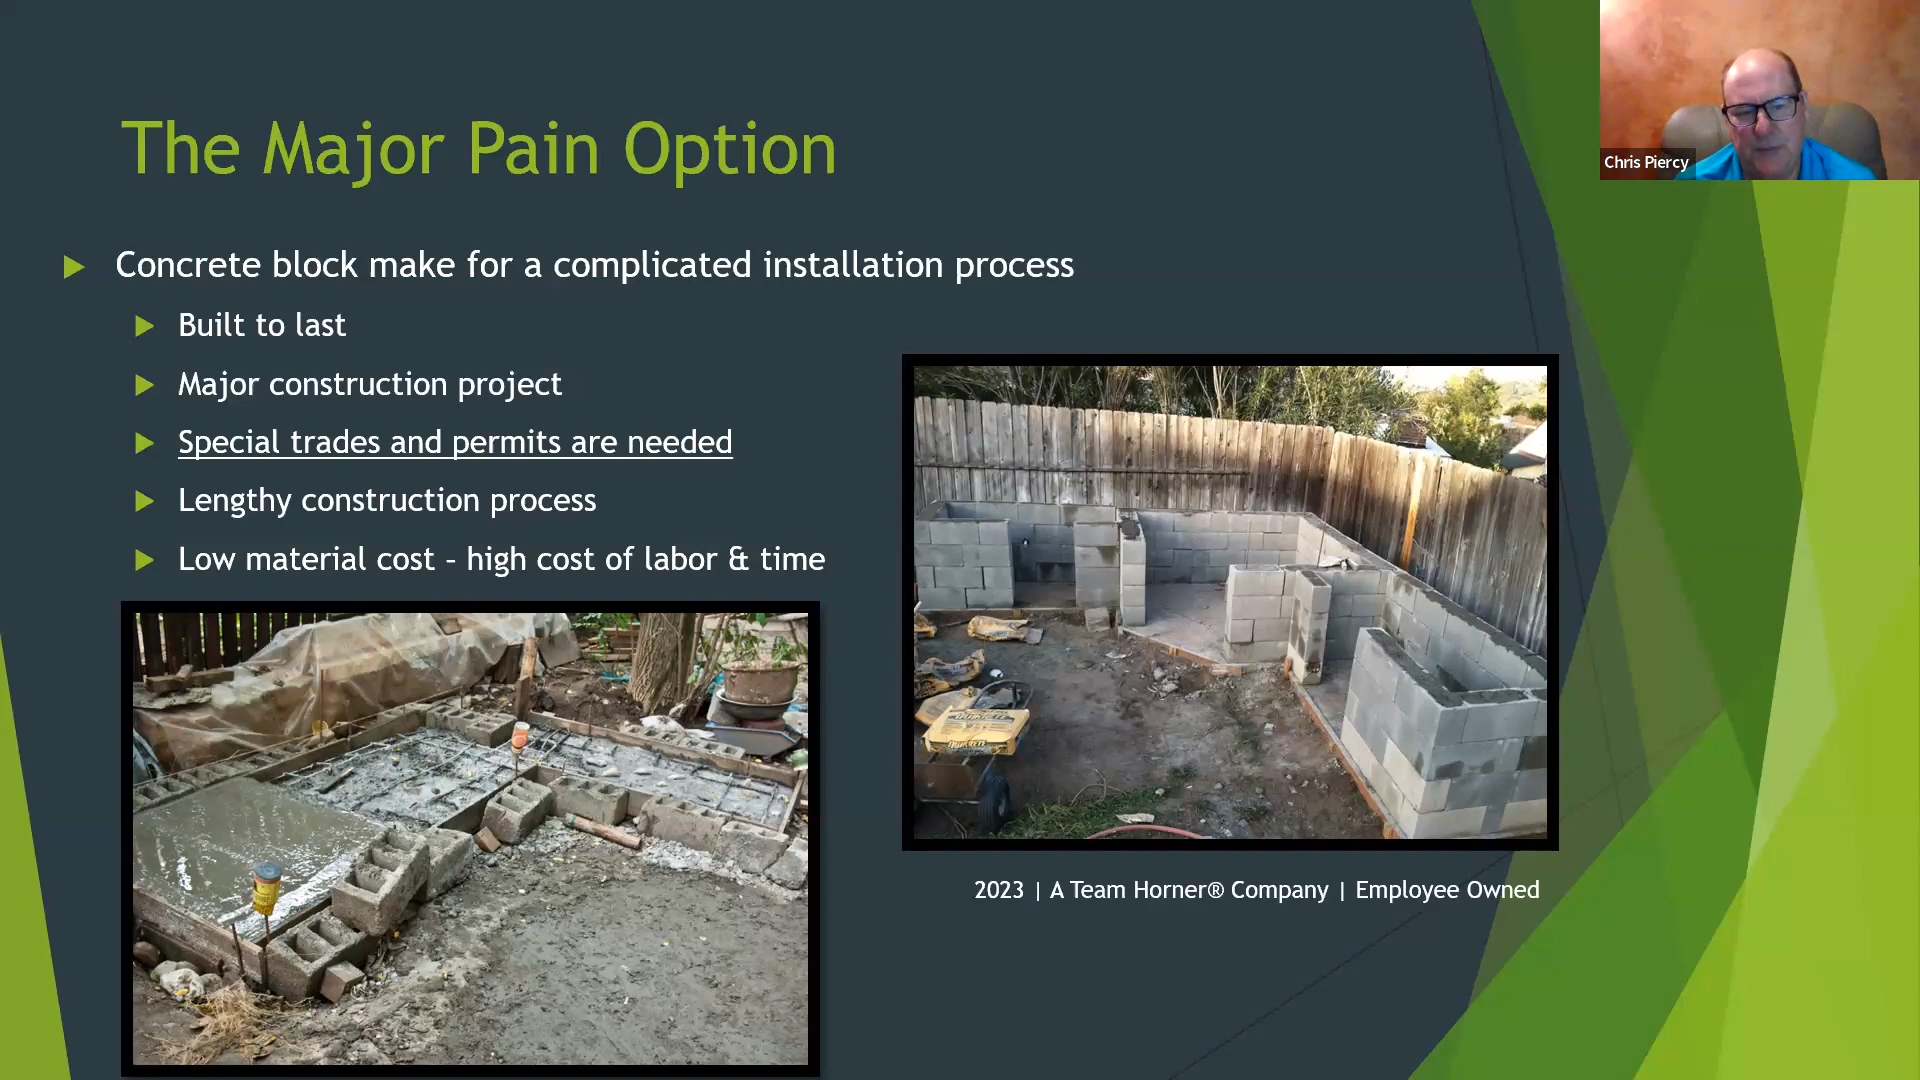 The Major Pain Option
Chris Piercy
Concrete block make for a complicated installation process
Built to last
Major construction project
Special trades and permits are needed
Lengthy construction process
Low material cost – high cost of labor & time
2023 | A Team Horner® Company | Employee Owned